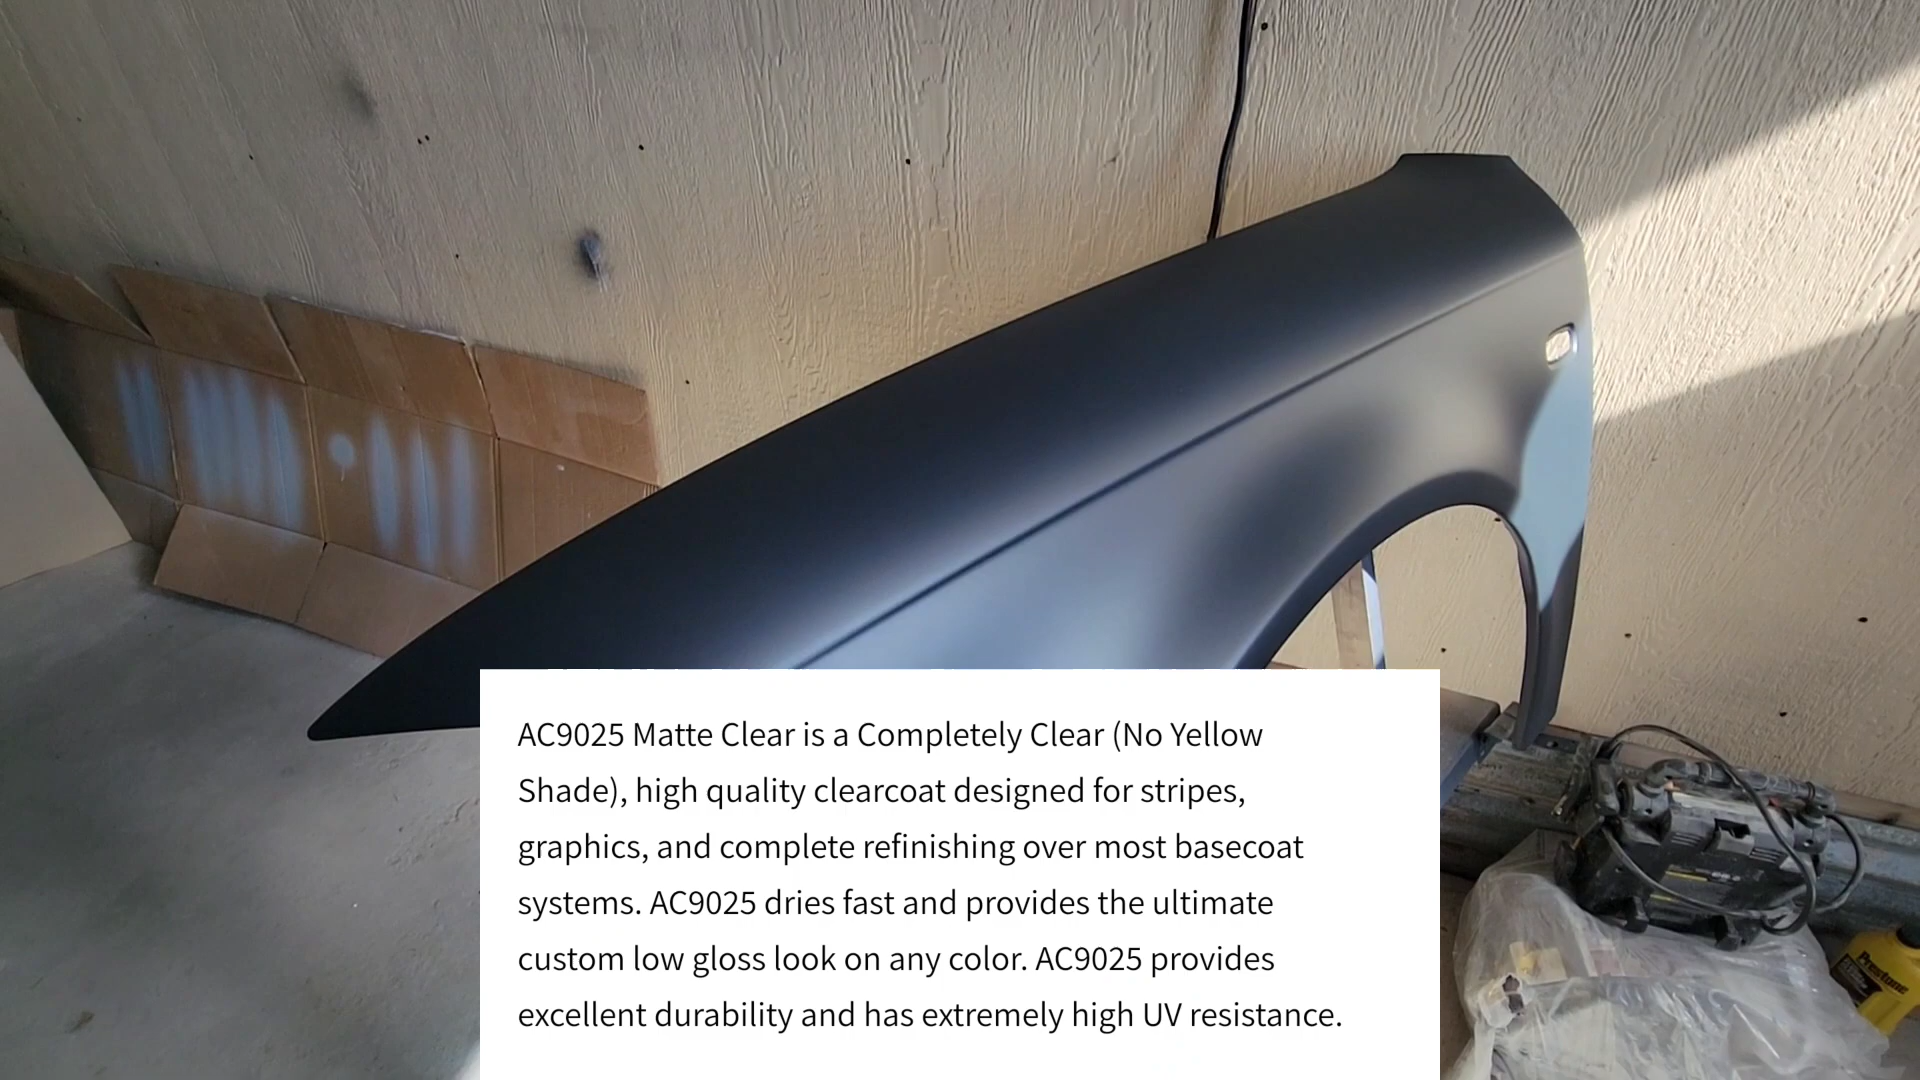 AC9025 Matte Clear is a Completely Clear (No Yellow
Shade), high quality clearcoat designed for stripes,
graphics, and complete refinishing over most basecoat
systems. AC9025 dries fast and provides the ultimate
custom low gloss look on any color. AC9025 provides
excellent durability and has extremely high UV resistance.
Prestone